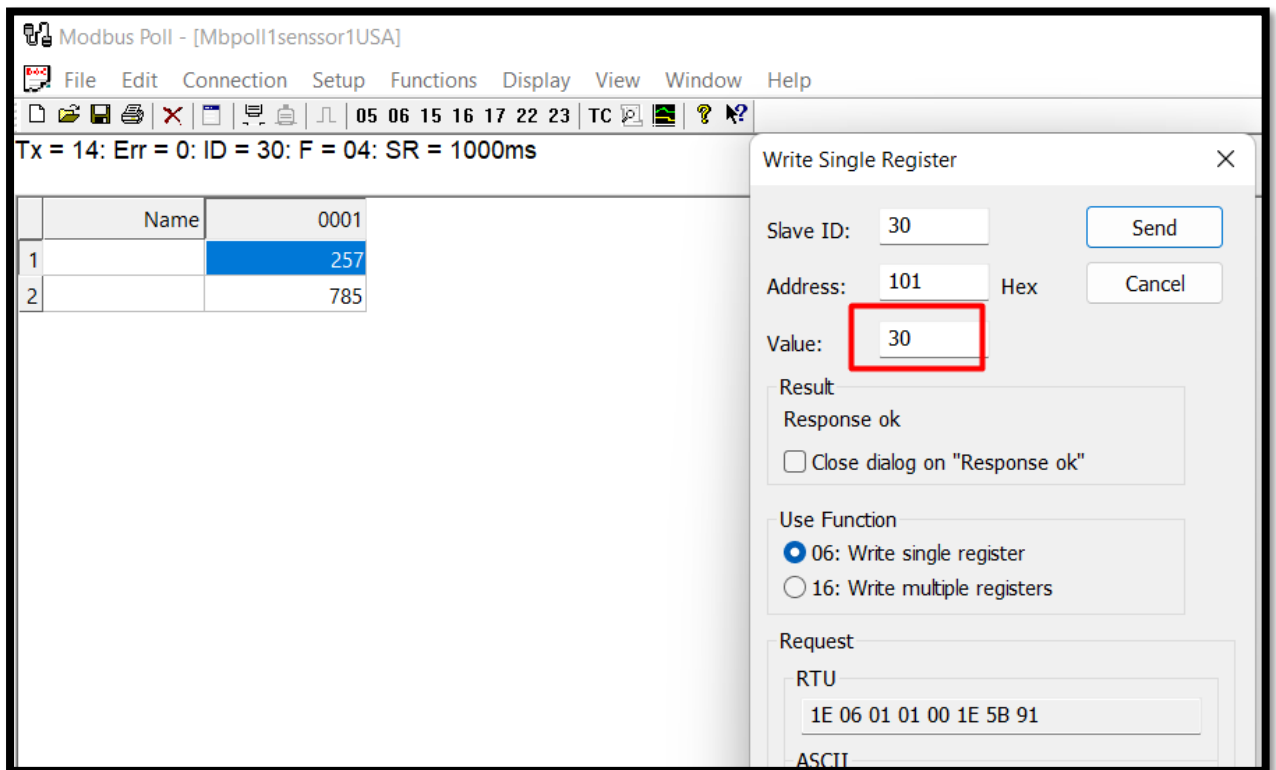 Modbus Poll - [Mbpoll1senssor1USA]
File Edit Connection Setup Functions Display View Window Help
05 06 15 16 17 22 23 TC
Tx = 14: Err = 0: ID = 30: F = 04: SR = 1000ms
Name 0001
1 257
2 785
Write Single Register
Slave ID: 30 Send
Address: 101 Hex Cancel
Value: 30
Result
Response ok
Close dialog on "Response ok"
Use Function
06: Write single register
16: Write multiple registers
Request
RTU
1E 06 01 01 00 1E 5B 91
ASCII